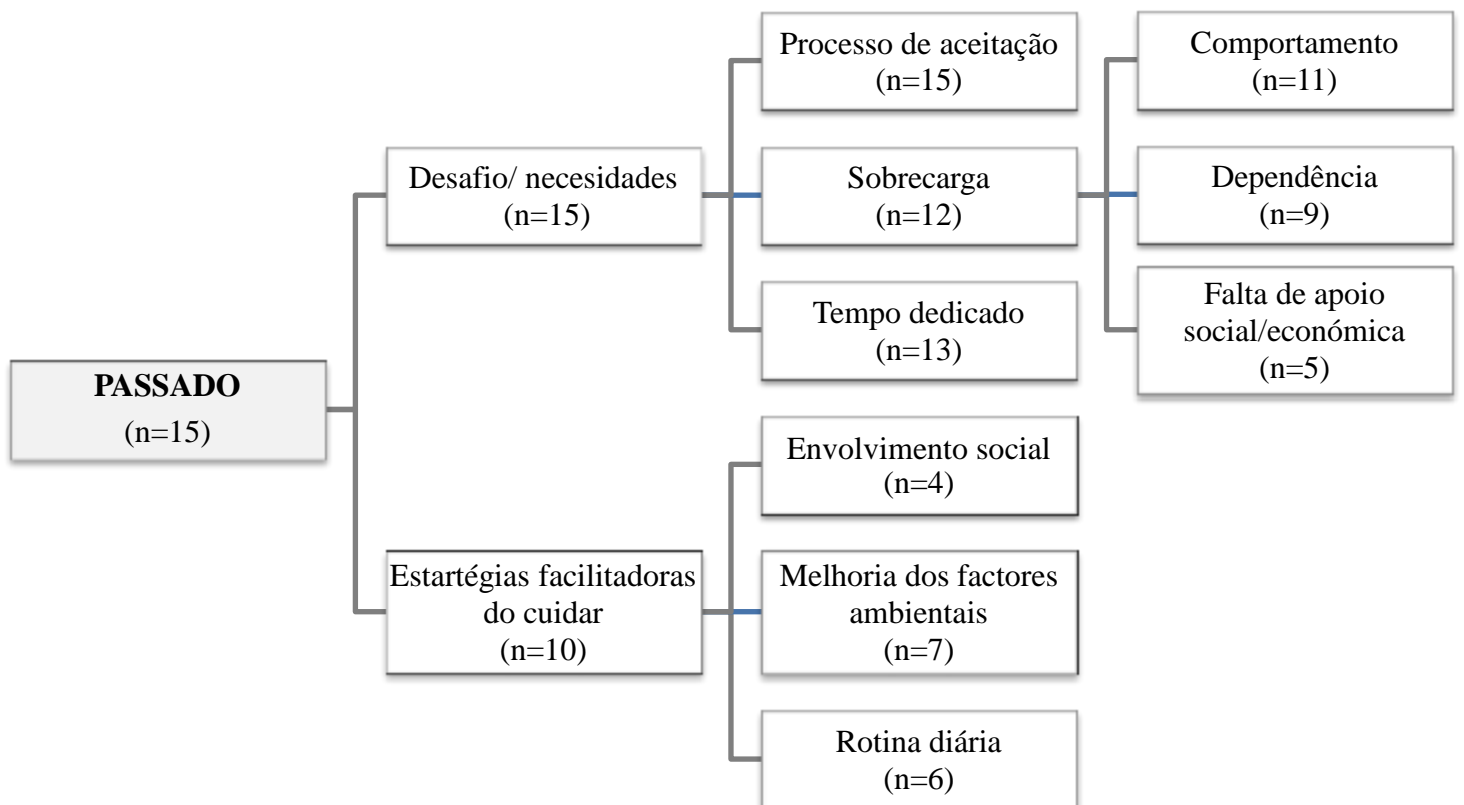 Processo de aceitação
(n=15)
Comportamento
(n=11)
Desafio/ necesidades
(n=15)
Sobrecarga
(n=12)
Dependência
(n=9)
Tempo dedicado
(n=13)
Falta de apoio
social/económica
(n=5)
PASSADO
(n=15)
Envolvimento social
(n=4)
Estartégias facilitadoras
do cuidar
(n=10)
Melhoria dos factores
ambientais
(n=7)
Rotina diária
(n=6)